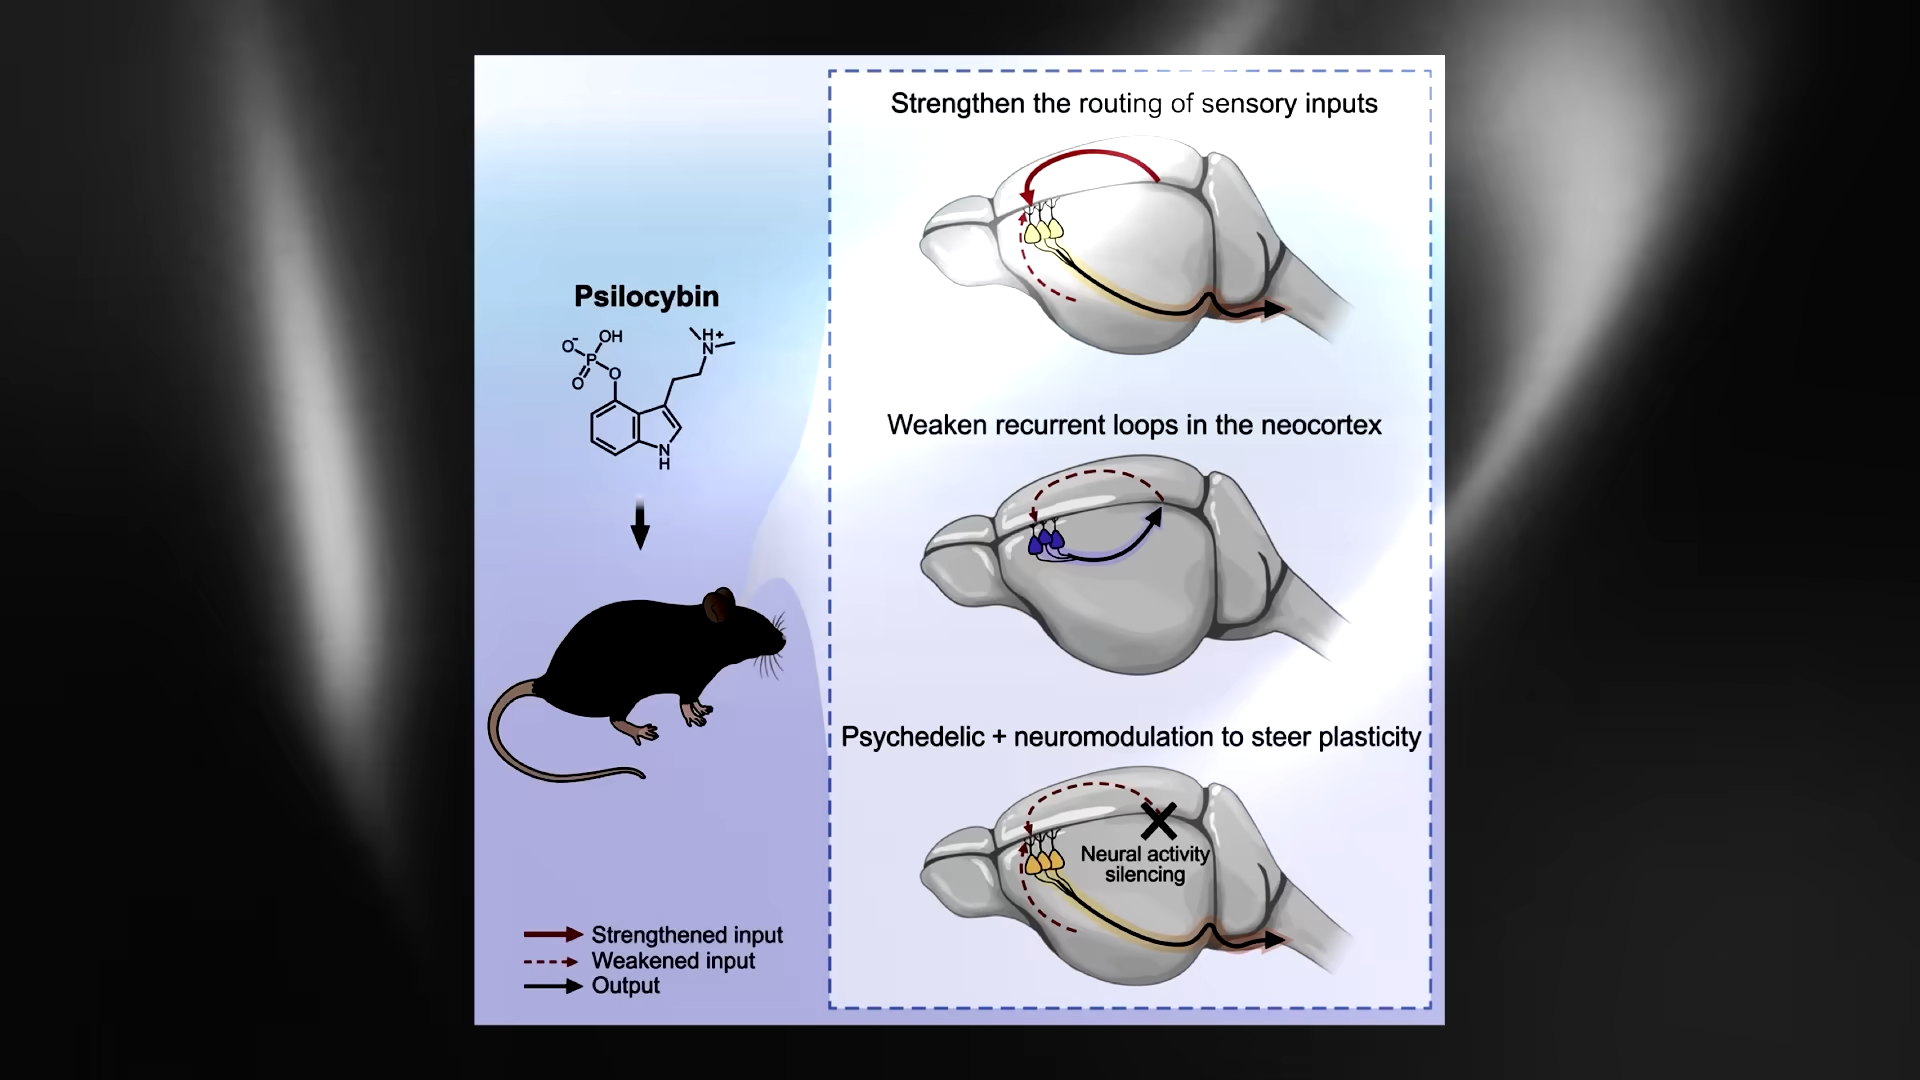 Psilocybin
O-
OH
P
O
O
H+
N
N
H
Strengthened input
Weakened input
Output
Strengthen the routing of sensory inputs
Weaken recurrent loops in the neocortex
Psychedelic + neuromodulation to steer plasticity
Neural activity
silencing